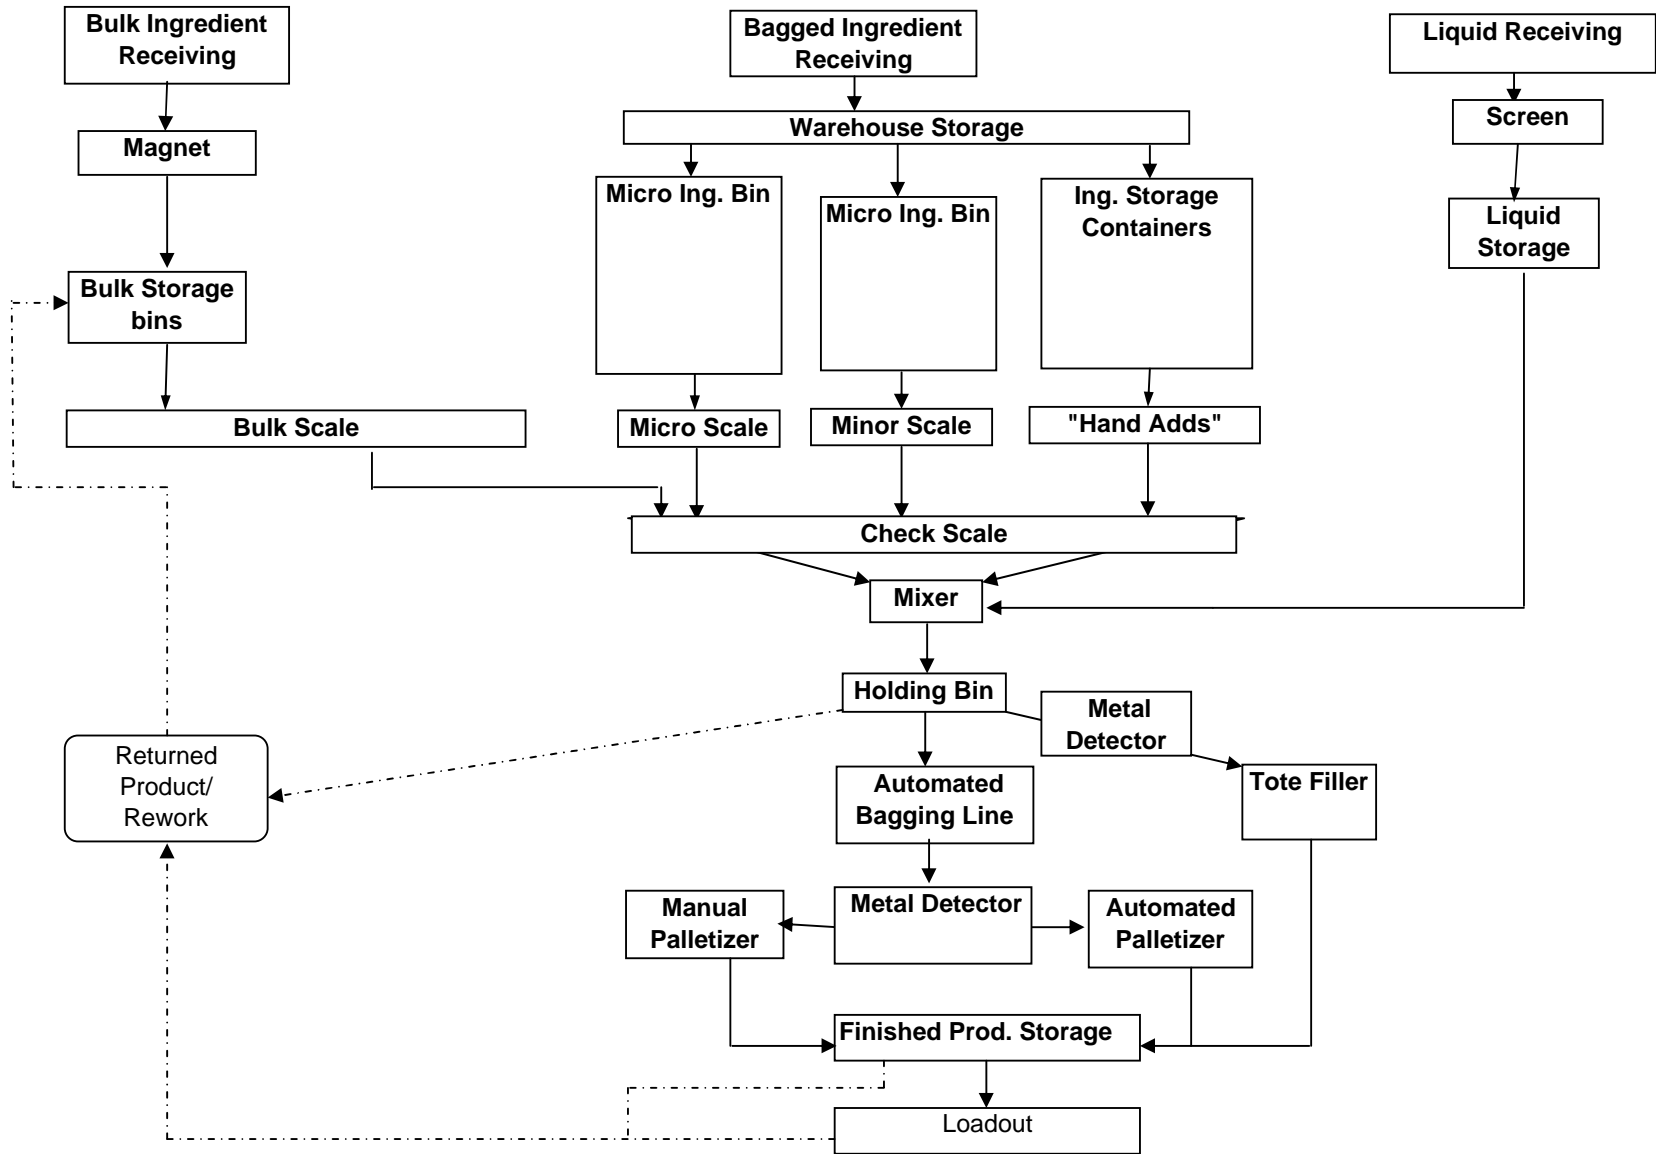 Bulk Ingredient
Receiving
Bagged Ingredient
Receiving
Liquid Receiving
Magnet
Warehouse Storage
Screen
Micro Ing. Bin
Micro Ing. Bin
Ing. Storage
Containers
Liquid
Storage
Bulk Storage
bins
Bulk Scale
Micro Scale
Minor Scale
"Hand Adds"
Check Scale
Mixer
Holding Bin
Metal
Detector
Returned
Product/
Rework
Automated
Bagging Line
Tote Filler
Manual
Palletizer
Metal Detector
Automated
Palletizer
Finished Prod. Storage
Loadout